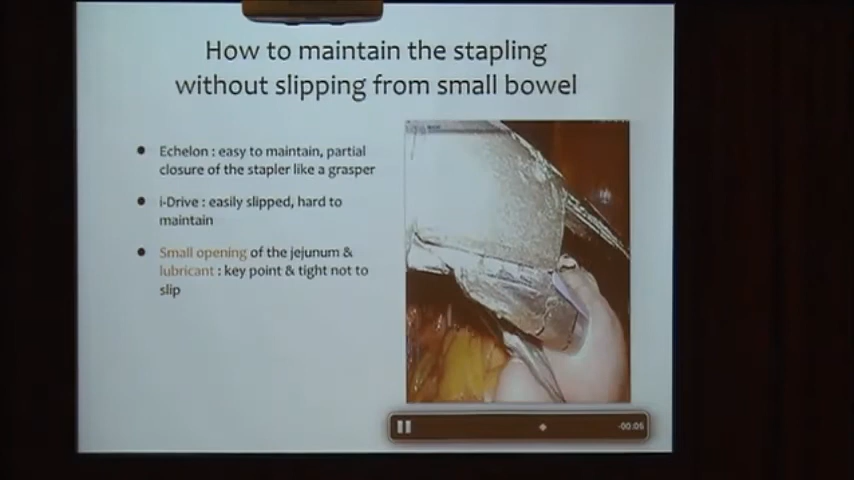 How to maintain the stapling
without slipping from small bowel
Echelon : easy to maintain, partial
closure of the stapler like a grasper
i-Drive : easily slipped, hard to
maintain
Small opening of the jejunum &
lubricant : key point & tight not to
slip
-00:06